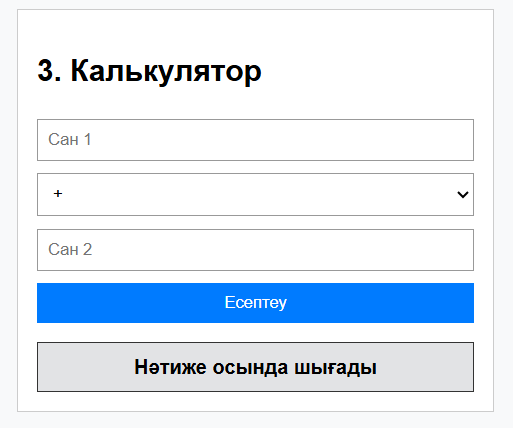 3. Калькулятор
Сан 1
+
Сан 2
Есептеу
Нәтиже осында шығады